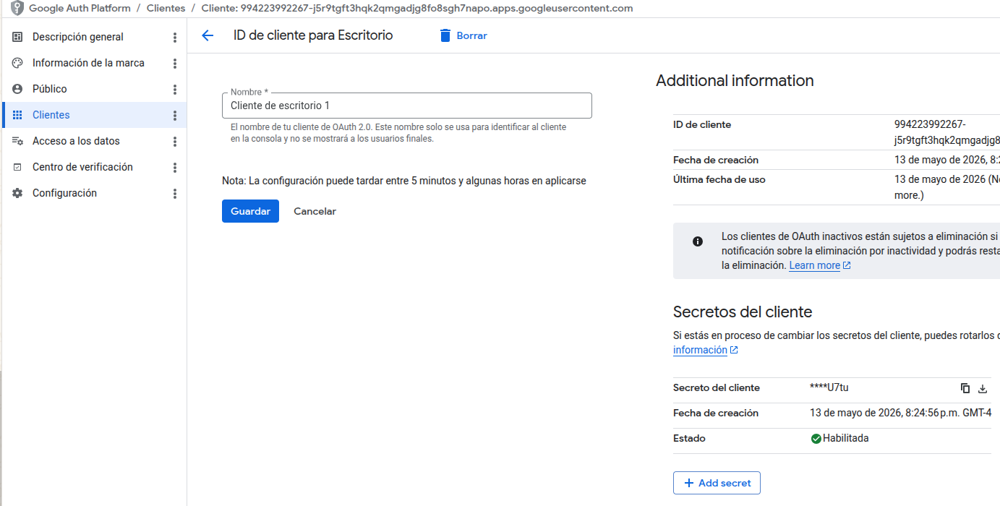 Google Auth Platform / Clientes / Cliente: 994223992267-j5r9tgft3hqk2qmgadjg8fo8sgh7napo.apps.googleusercontent.com
Descripción general
Información de la marca
Público
Clientes
Acceso a los datos
Centro de verificación
Configuración
ID de cliente para Escritorio
Borrar
Nombre *
Cliente de escritorio 1
El nombre de tu cliente de OAuth 2.0. Este nombre solo se usa para identificar al cliente
en la consola y no se mostrará a los usuarios finales.
Nota: La configuración puede tardar entre 5 minutos y algunas horas en aplicarse
Guardar Cancelar
Additional information
ID de cliente 994223992267-
j5r9tgft3hqk2qmgadjg8
Fecha de creación 13 de mayo de 2026, 8:2
Última fecha de uso 13 de mayo de 2026 (No
more.)
Los clientes de OAuth inactivos están sujetos a eliminación si
notificación sobre la eliminación por inactividad y podrás resta
la eliminación. Learn more
Secretos del cliente
Si estás en proceso de cambiar los secretos del cliente, puedes rotarlos
información
Secreto del cliente ****U7tu
Fecha de creación 13 de mayo de 2026, 8:24:56 p.m. GMT-4
Estado Habilitada
+ Add secret